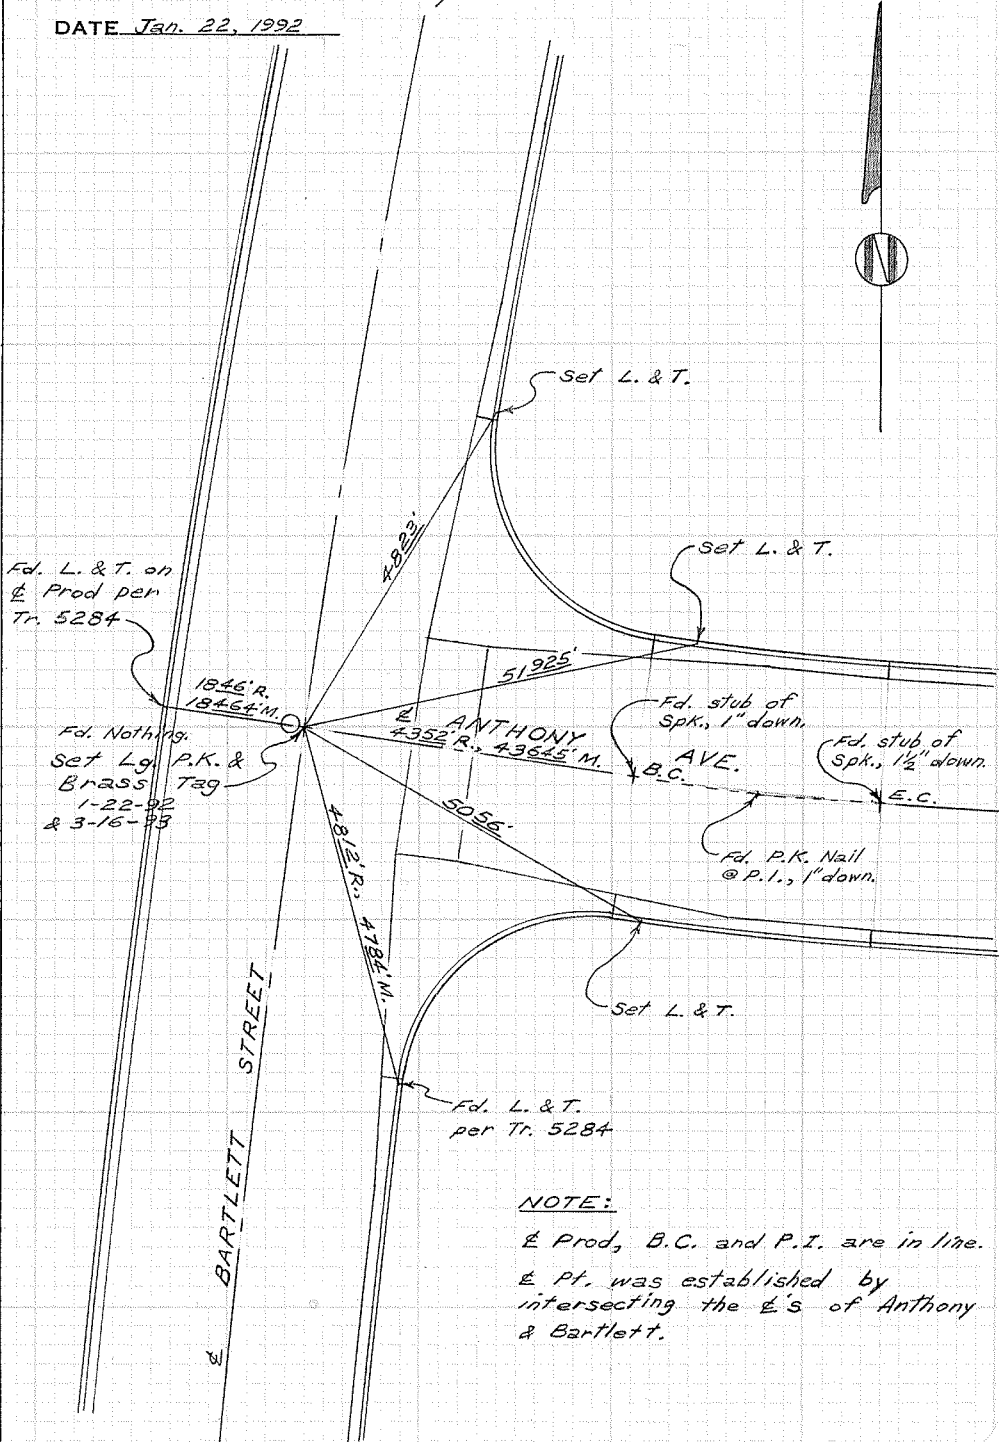 DATE Jan. 22, 1992
N
Set L. & T.
48 23'
Set L. & T.
Fd. L. & T. on
℄ Prod per
Tr. 5284
51 925'
18 46' R.
18 464' M.
Fd. stub of
Spk., 1" down.
Fd. Nothing.
Set Lg. P.K. &
Brass Tag
1-22-92
& 3-16-93
℄ ANTHONY AVE.
43 52' R., 43 645' M.
B.C.
Fd. stub of
Spk., 1½" down.
E.C.
50 56'
Fd. P.K. Nail
@ P.I., 1" down.
48 12' R., 47 84' M.
Set L. & T.
℄ BARTLETT STREET
Fd. L. & T.
per Tr. 5284
NOTE:
℄ Prod, B.C. and P.I. are in line.
℄ Pt. was established by
intersecting the ℄'s of Anthony
& Bartlett.